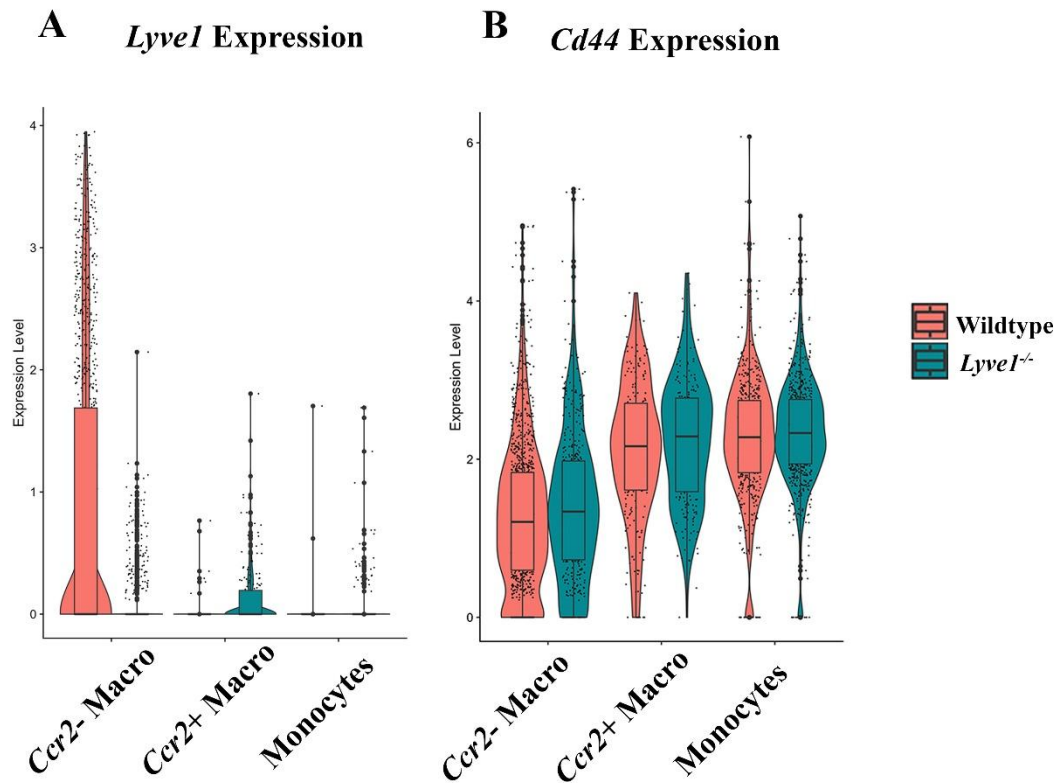 A
Lyve1 Expression
Expression Level
4
3
2
1
0
Ccr2- Macro
Ccr2+ Macro
Monocytes
B
Cd44 Expression
Expression Level
6
4
2
0
Ccr2- Macro
Ccr2+ Macro
Monocytes
Wildtype
Lyve1-/-